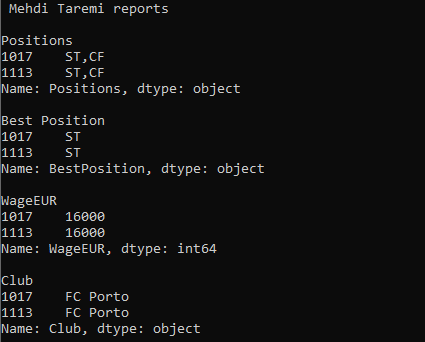 Mehdi Taremi reports
Positions
1017    ST,CF
1113    ST,CF
Name: Positions, dtype: object
Best Position
1017    ST
1113    ST
Name: BestPosition, dtype: object
WageEUR
1017    16000
1113    16000
Name: WageEUR, dtype: int64
Club
1017    FC Porto
1113    FC Porto
Name: Club, dtype: object